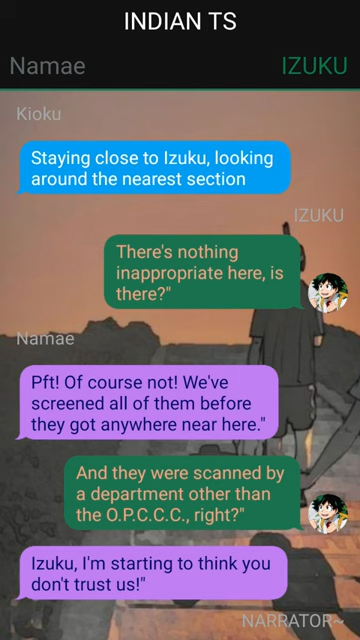 INDIAN TS
Namae
IZUKU
Kioku
Staying close to Izuku, looking
around the nearest section
IZUKU
There's nothing
inappropriate here, is
there?"
Namae
Pft! Of course not! We've
screened all of them before
they got anywhere near here."
And they were scanned by
a department other than
the O.P.C.C.C., right?"
Izuku, I'm starting to think you
don't trust us!"
NARRATOR~